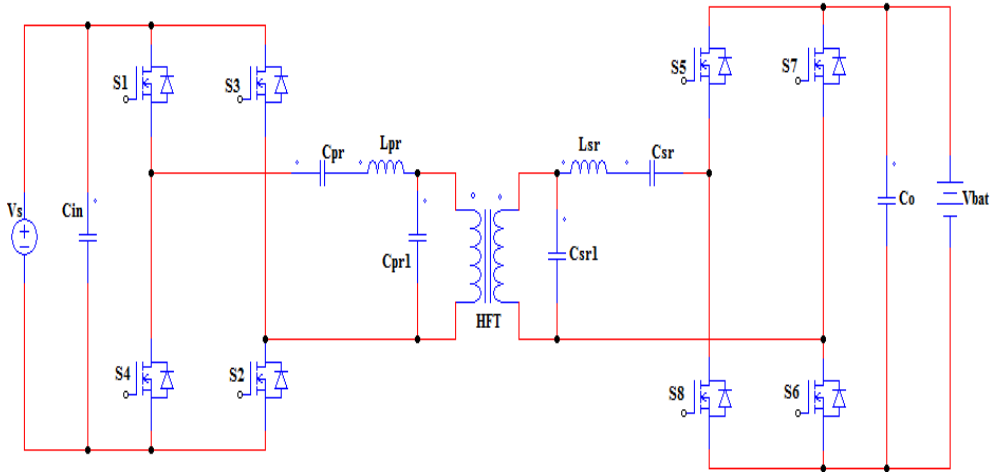 S1
S3
S5
S7
Cpr
Lpr
Lsr
Csr
Vs
Cin
Cpr1
HFT
Csr1
Co
Vbat
S4
S2
S8
S6